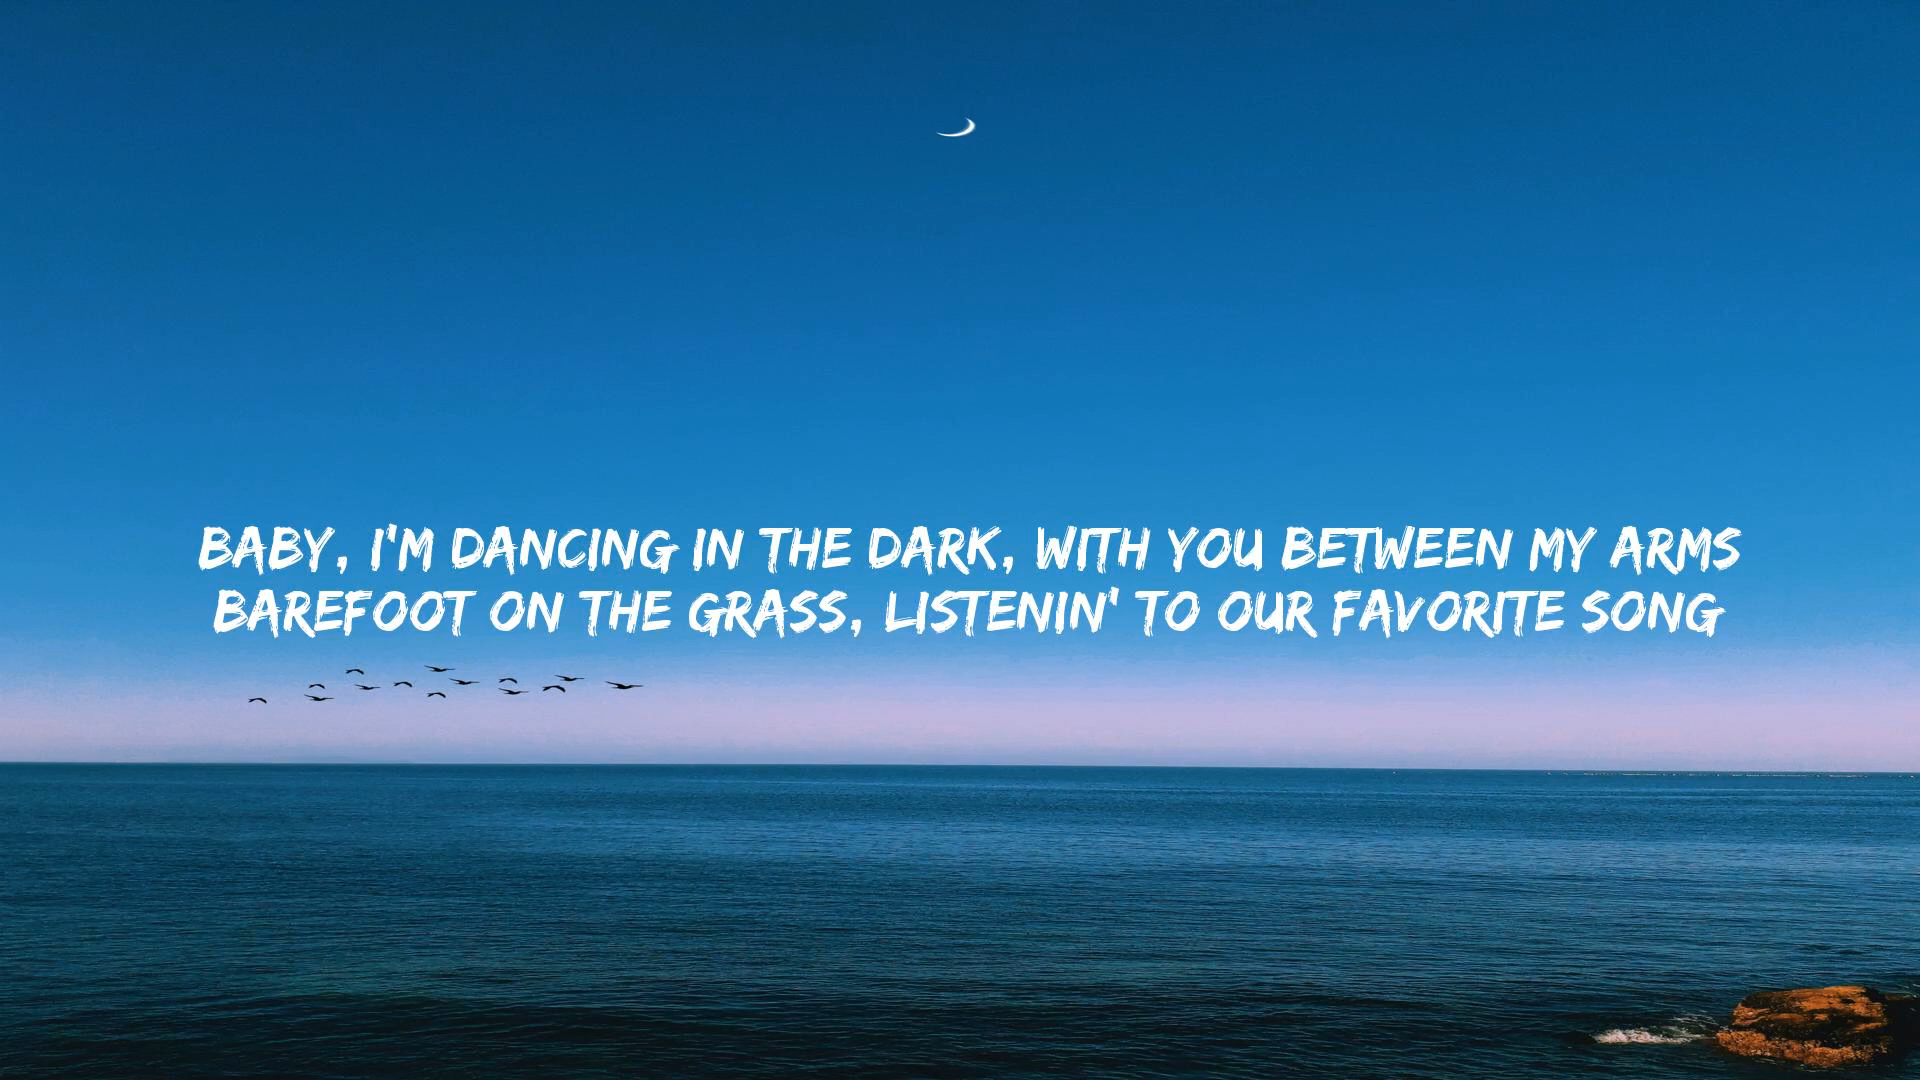 BABY, I'M DANCING IN THE DARK, WITH YOU BETWEEN MY ARMS
BAREFOOT ON THE GRASS, LISTENIN' TO OUR FAVORITE SONG